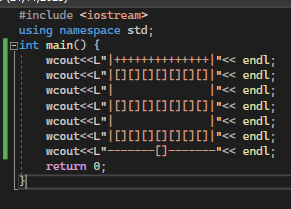 #include <iostream>
using namespace std;
int main() {
wcout<<L"|++++++++++++++|"<< endl;
wcout<<L"|[][][][][][][]|"<< endl;
wcout<<L"|              |"<< endl;
wcout<<L"|[][][][][][][]|"<< endl;
wcout<<L"|              |"<< endl;
wcout<<L"|[][][][][][][]|"<< endl;
wcout<<L"-------[]-------"<< endl;
return 0;
}